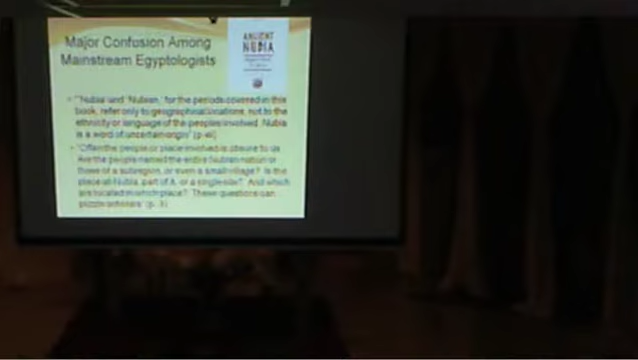 Major Confusion Among
Mainstream Egyptologists
ANCIENT
NUBIA
"'Nubia' and 'Nubian,' for the periods covered in this
book, refer only to geographical locations, not to the
ethnicity or language of the peoples involved. Nubia
is a word of uncertain origin"
"Often the people or place involved is obscure to us.
Are the people named the entire Nubian nation or
those of a subregion, or even a small village? Is the
place all Nubia, part of it, or a single site? And which
are located in which place? These questions can
puzzle scholars"